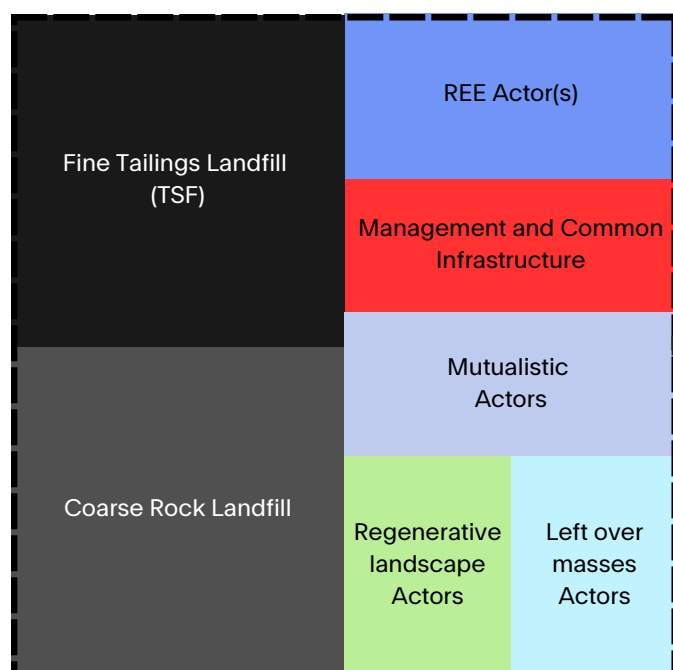 Fine Tailings Landfill
(TSF)
REE Actor(s)
Management and Common
Infrastructure
Mutualistic
Actors
Coarse Rock Landfill
Regenerative
landscape
Actors
Left over
masses
Actors